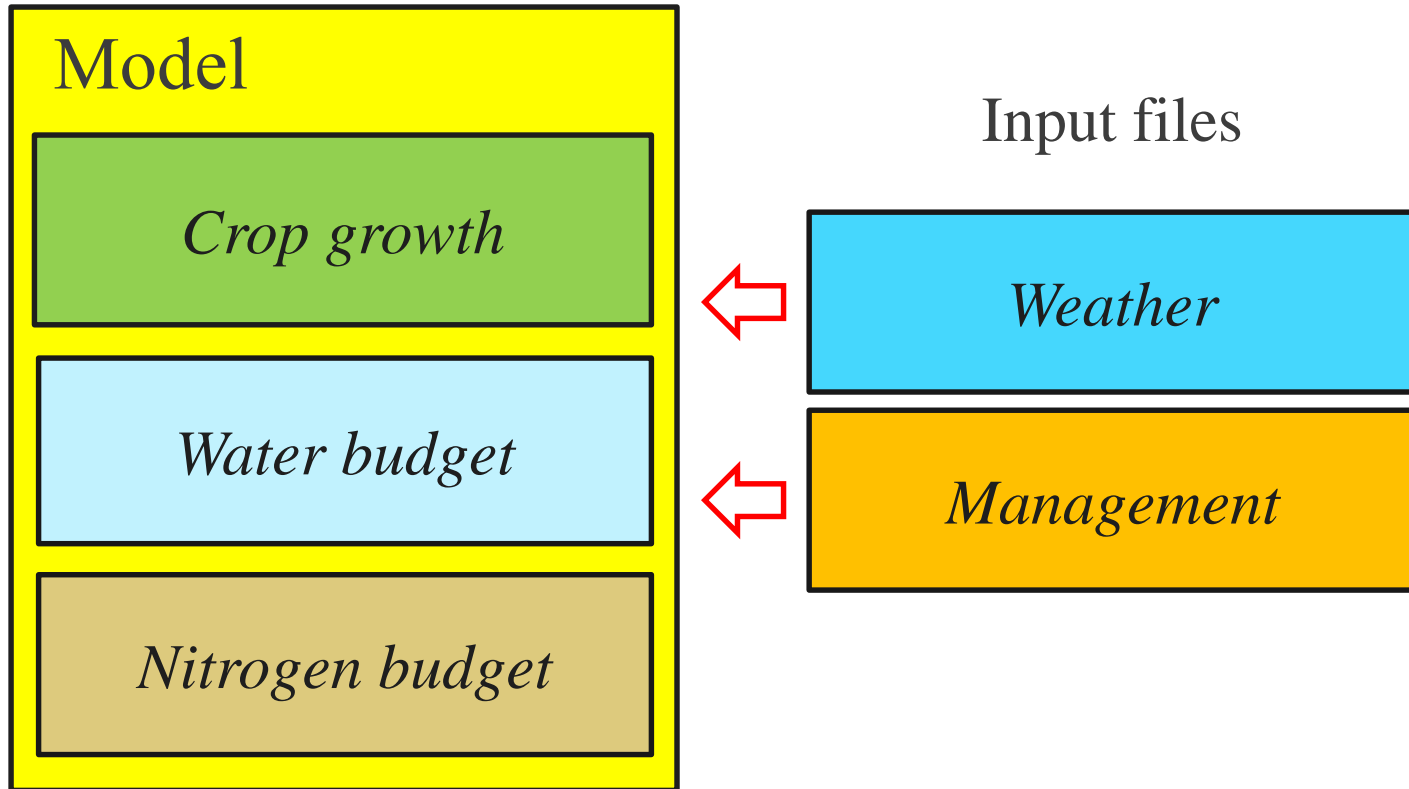 Model
Crop growth
Water budget
Nitrogen budget
Input files
Weather
Management